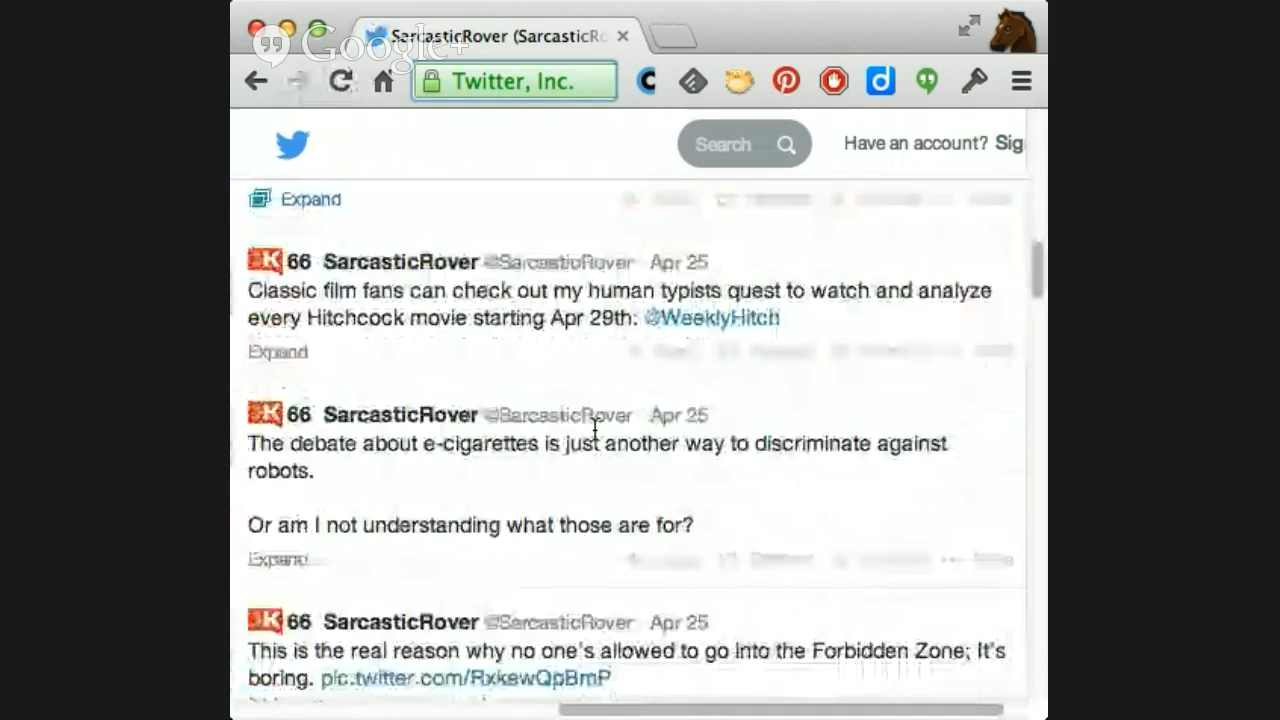 Google+
SarcasticRover (SarcasticRo
Twitter, Inc.
Search
Have an account? Sig
Expand
66 SarcasticRover @SarcasticRover Apr 25
Classic film fans can check out my human typists quest to watch and analyze
every Hitchcock movie starting Apr 29th: @WeeklyHitch
Expand
66 SarcasticRover @SarcasticRover Apr 25
The debate about e-cigarettes is just another way to discriminate against
robots.
Or am I not understanding what those are for?
Expand
66 SarcasticRover @SarcasticRover Apr 25
This is the real reason why no one's allowed to go into the Forbidden Zone; It's
boring. pic.twitter.com/RxkewQpBmP